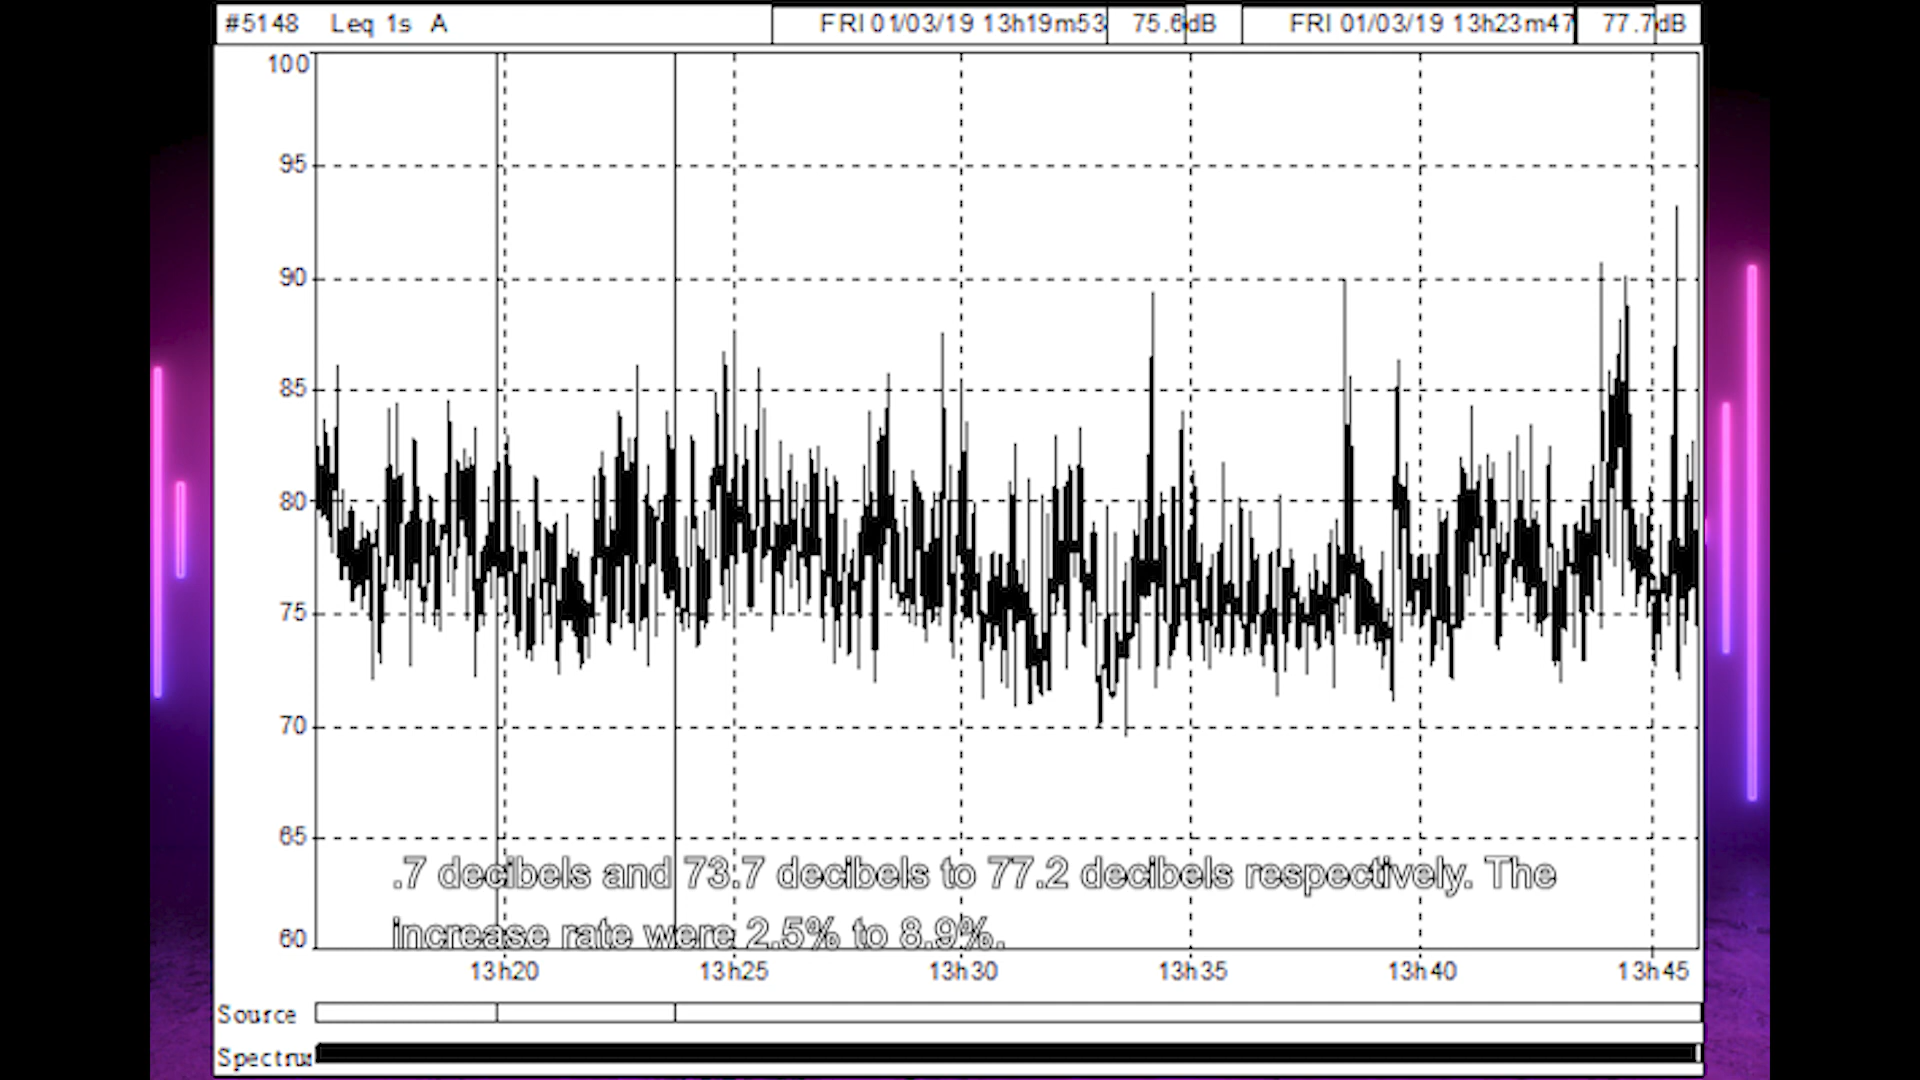 #5148 Leq 1s A FRI 01/03/19 13h19m53 75.6dB FRI 01/03/19 13h23m47 77.7dB
100
95
90
85
80
75
70
65
60
.7 decibels and 73.7 decibels to 77.2 decibels respectively. The
increase rate were 2.5% to 8.9%.
13h20 13h25 13h30 13h35 13h40 13h45
Source
Spectru